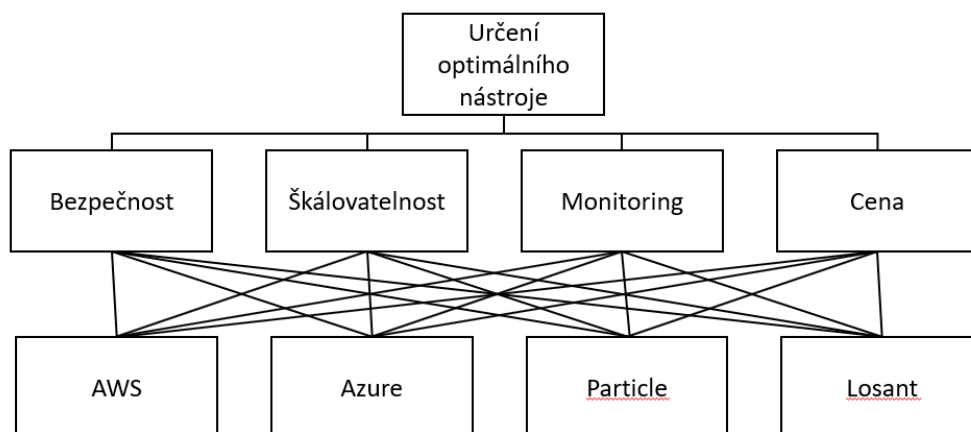 Určení
optimálního
nástroje
Bezpečnost
Škálovatelnost
Monitoring
Cena
AWS
Azure
Particle
Losant